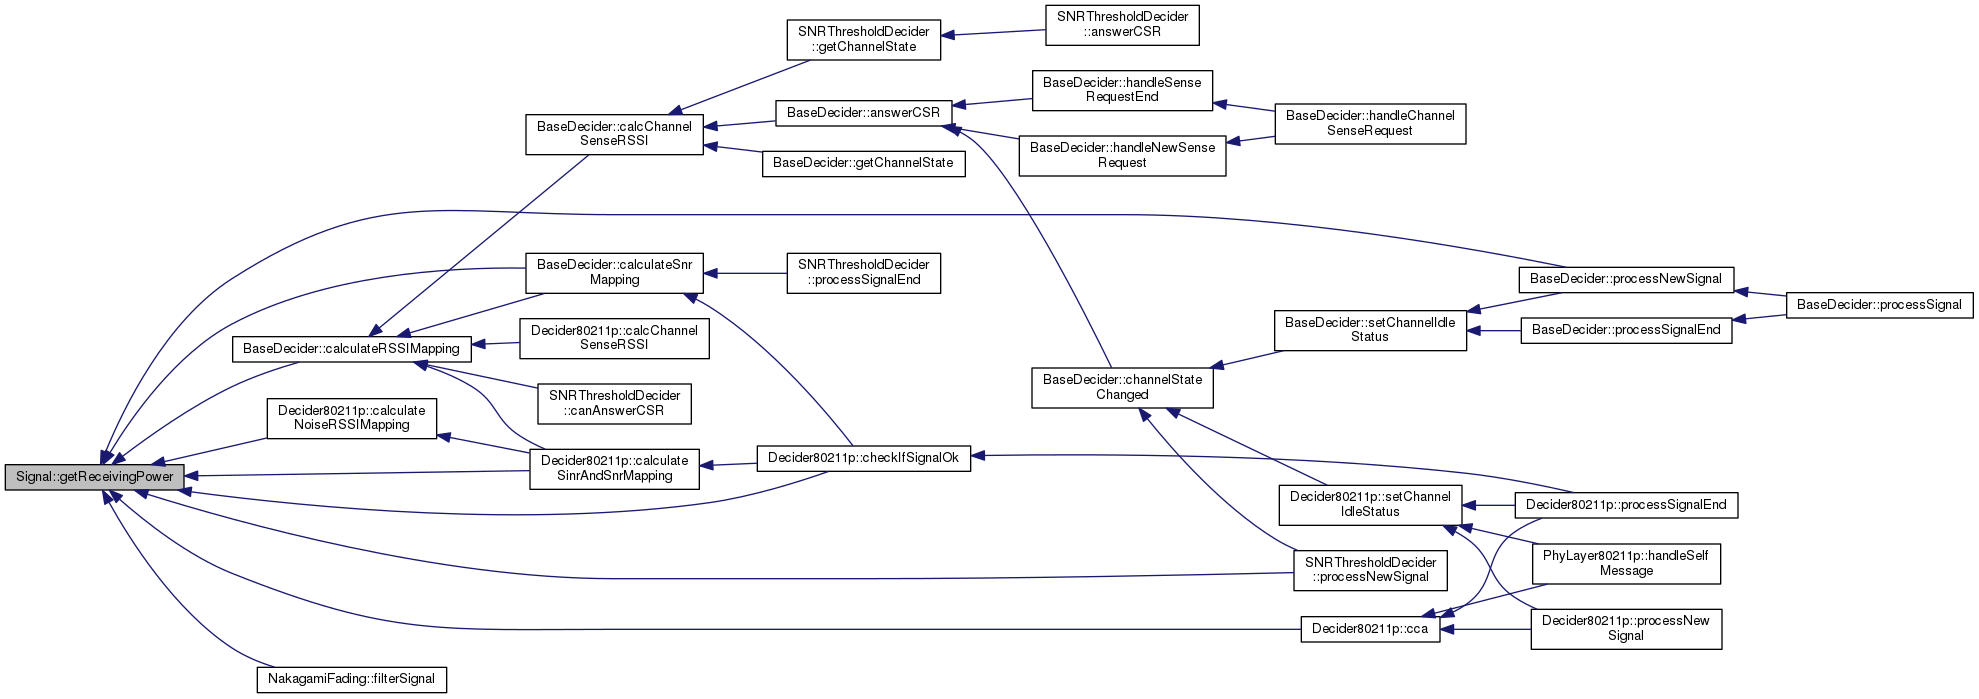 SNRThresholdDecider
::answerCSR
SNRThresholdDecider
::getChannelState
BaseDecider::handleSense
RequestEnd
BaseDecider::answerCSR
BaseDecider::handleChannel
SenseRequest
BaseDecider::calcChannel
SenseRSSI
BaseDecider::handleNewSense
Request
BaseDecider::getChannelState
BaseDecider::calculateSnr
Mapping
SNRThresholdDecider
::processSignalEnd
BaseDecider::processNewSignal
BaseDecider::processSignal
BaseDecider::setChannelIdle
Status
BaseDecider::processSignalEnd
Decider80211p::calcChannel
SenseRSSI
BaseDecider::calculateRSSIMapping
BaseDecider::channelState
Changed
SNRThresholdDecider
::canAnswerCSR
Decider80211p::calculate
NoiseRSSIMapping
Decider80211p::calculate
SinrAndSnrMapping
Decider80211p::checkIfSignalOk
Signal::getReceivingPower
Decider80211p::setChannel
IdleStatus
Decider80211p::processSignalEnd
PhyLayer80211p::handleSelf
Message
SNRThresholdDecider
::processNewSignal
Decider80211p::cca
Decider80211p::processNew
Signal
NakagamiFading::filterSignal